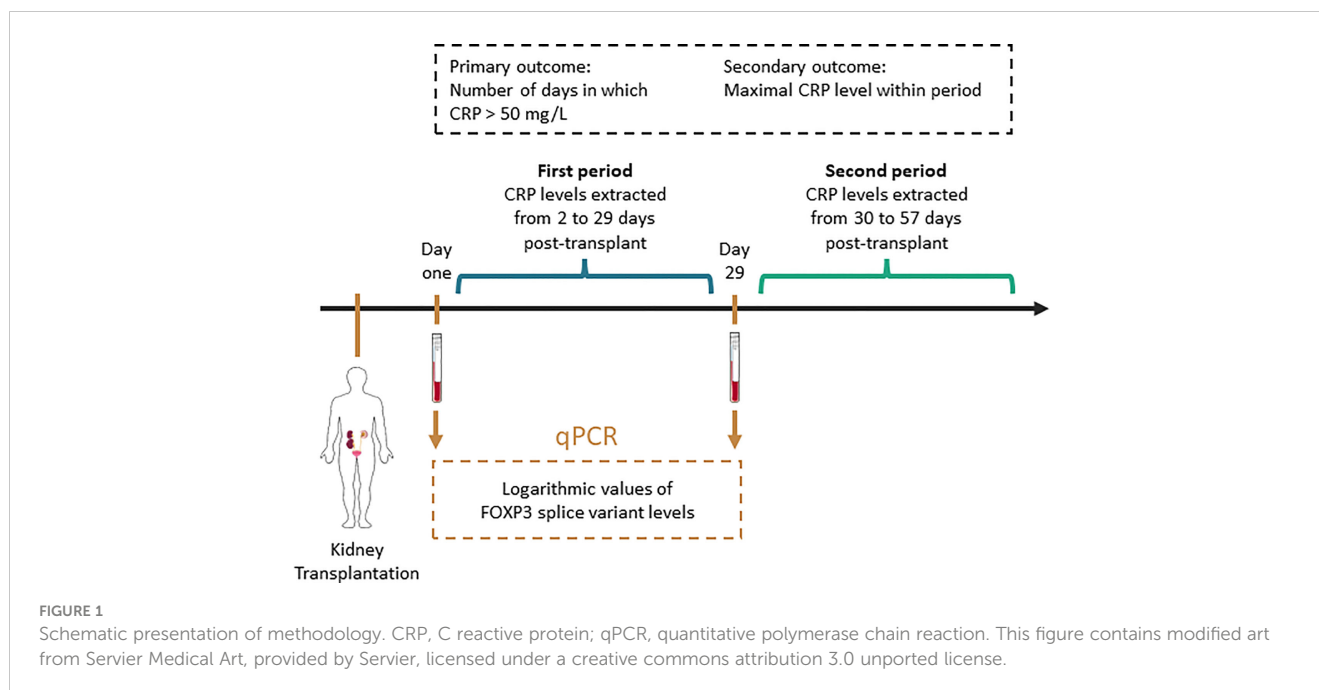 Primary outcome:
Number of days in which
CRP > 50 mg/L
Secondary outcome:
Maximal CRP level within period
First period
CRP levels extracted
from 2 to 29 days
post-transplant
Second period
CRP levels extracted
from 30 to 57 days
post-transplant
Day
one
Day
29
qPCR
Logarithmic values of
FOXP3 splice variant levels
Kidney
Transplantation
FIGURE 1
Schematic presentation of methodology. CRP, C reactive protein; qPCR, quantitative polymerase chain reaction. This figure contains modified art
from Servier Medical Art, provided by Servier, licensed under a creative commons attribution 3.0 unported license.